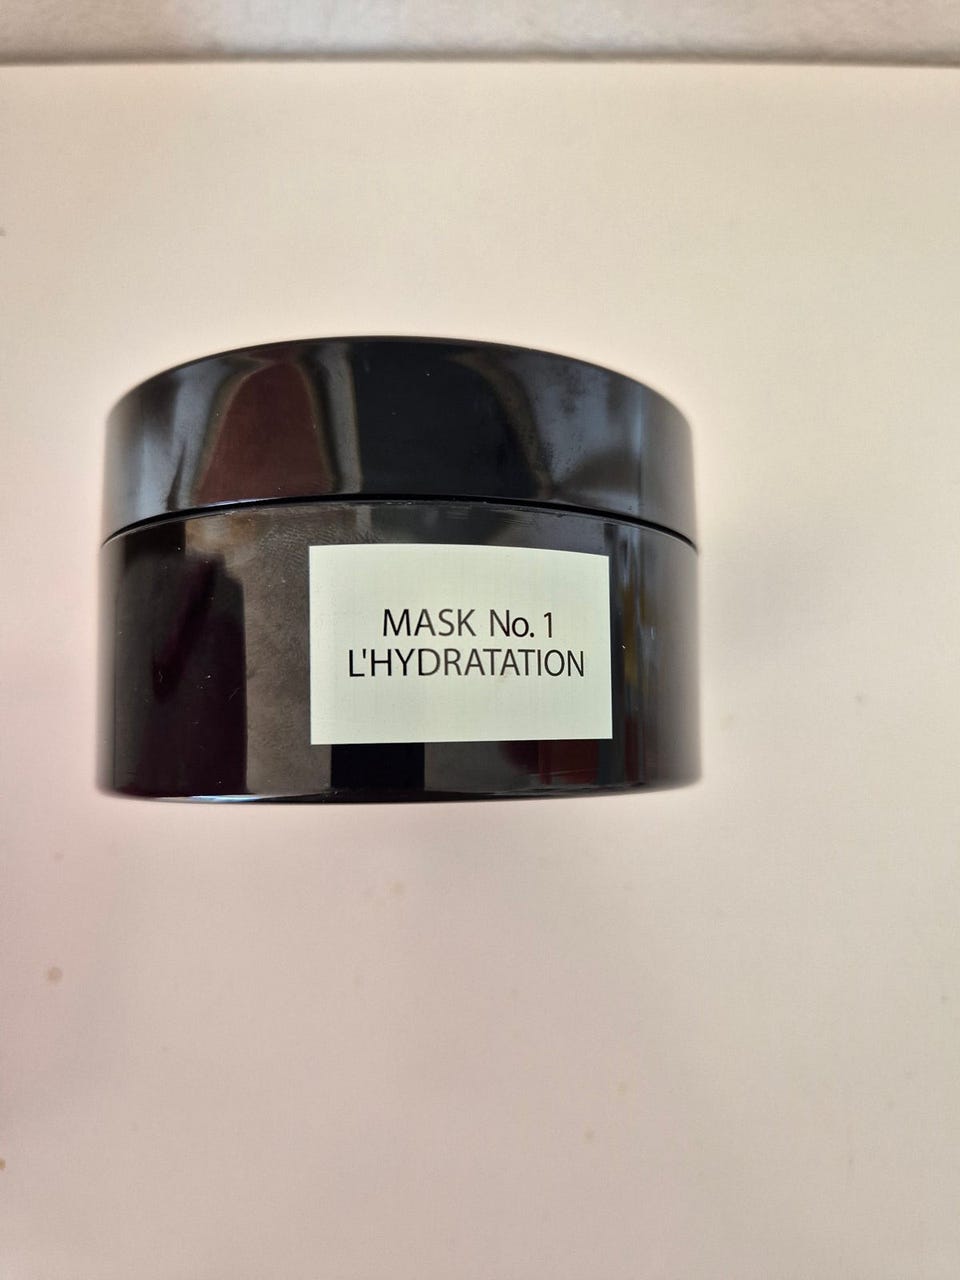 MASK No. 1
L'HYDRATATION